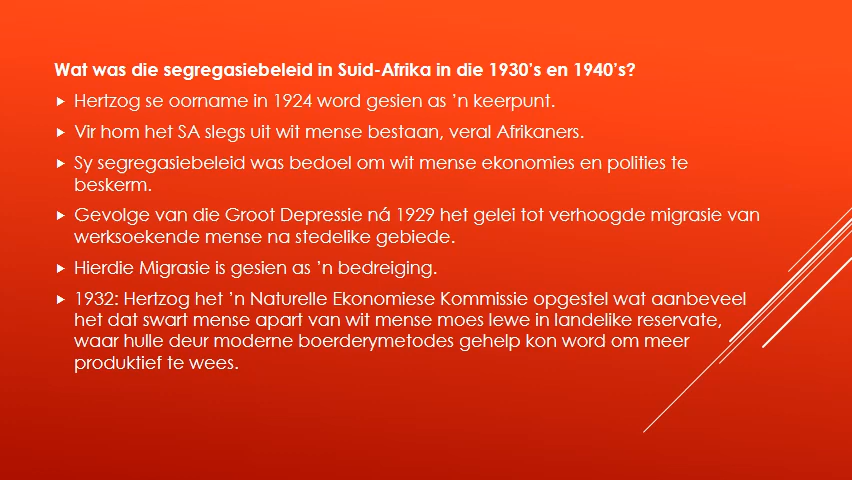 Wat was die segregasiebeleid in Suid-Afrika in die 1930's en 1940's?
Hertzog se oorname in 1924 word gesien as 'n keerpunt.
Vir hom het SA slegs uit wit mense bestaan, veral Afrikaners.
Sy segregasiebeleid was bedoel om wit mense ekonomies en polities te
beskerm.
Gevolge van die Groot Depressie ná 1929 het gelei tot verhoogde migrasie van
werksoekende mense na stedelike gebiede.
Hierdie Migrasie is gesien as 'n bedreiging.
1932: Hertzog het 'n Naturelle Ekonomiese Kommissie opgestel wat aanbeveel
het dat swart mense apart van wit mense moes lewe in landelike reservate,
waar hulle deur moderne boerderymetodes gehelp kon word om meer
produktief te wees.